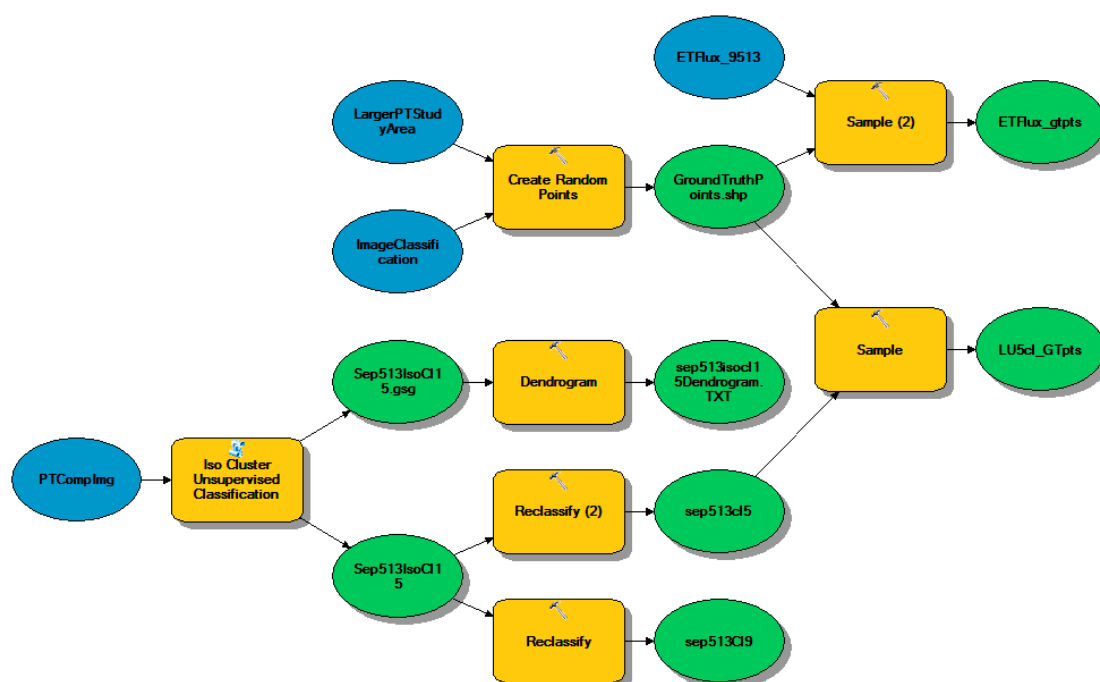 ETFlux_9513
LargerPTStud
yArea
Sample (2)
ETFlux_gtpts
Create Random
Points
GroundTruthP
oints.shp
ImageClassifi
cation
Sample
LU5cl_GTpts
Sep513IsoCl1
5.gsg
Dendrogram
sep513isocl1
5Dendrogram.
TXT
PTCompImg
Iso Cluster
Unsupervised
Classification
Reclassify (2)
sep513cl5
Sep513IsoCl1
5
Reclassify
sep513Cl9